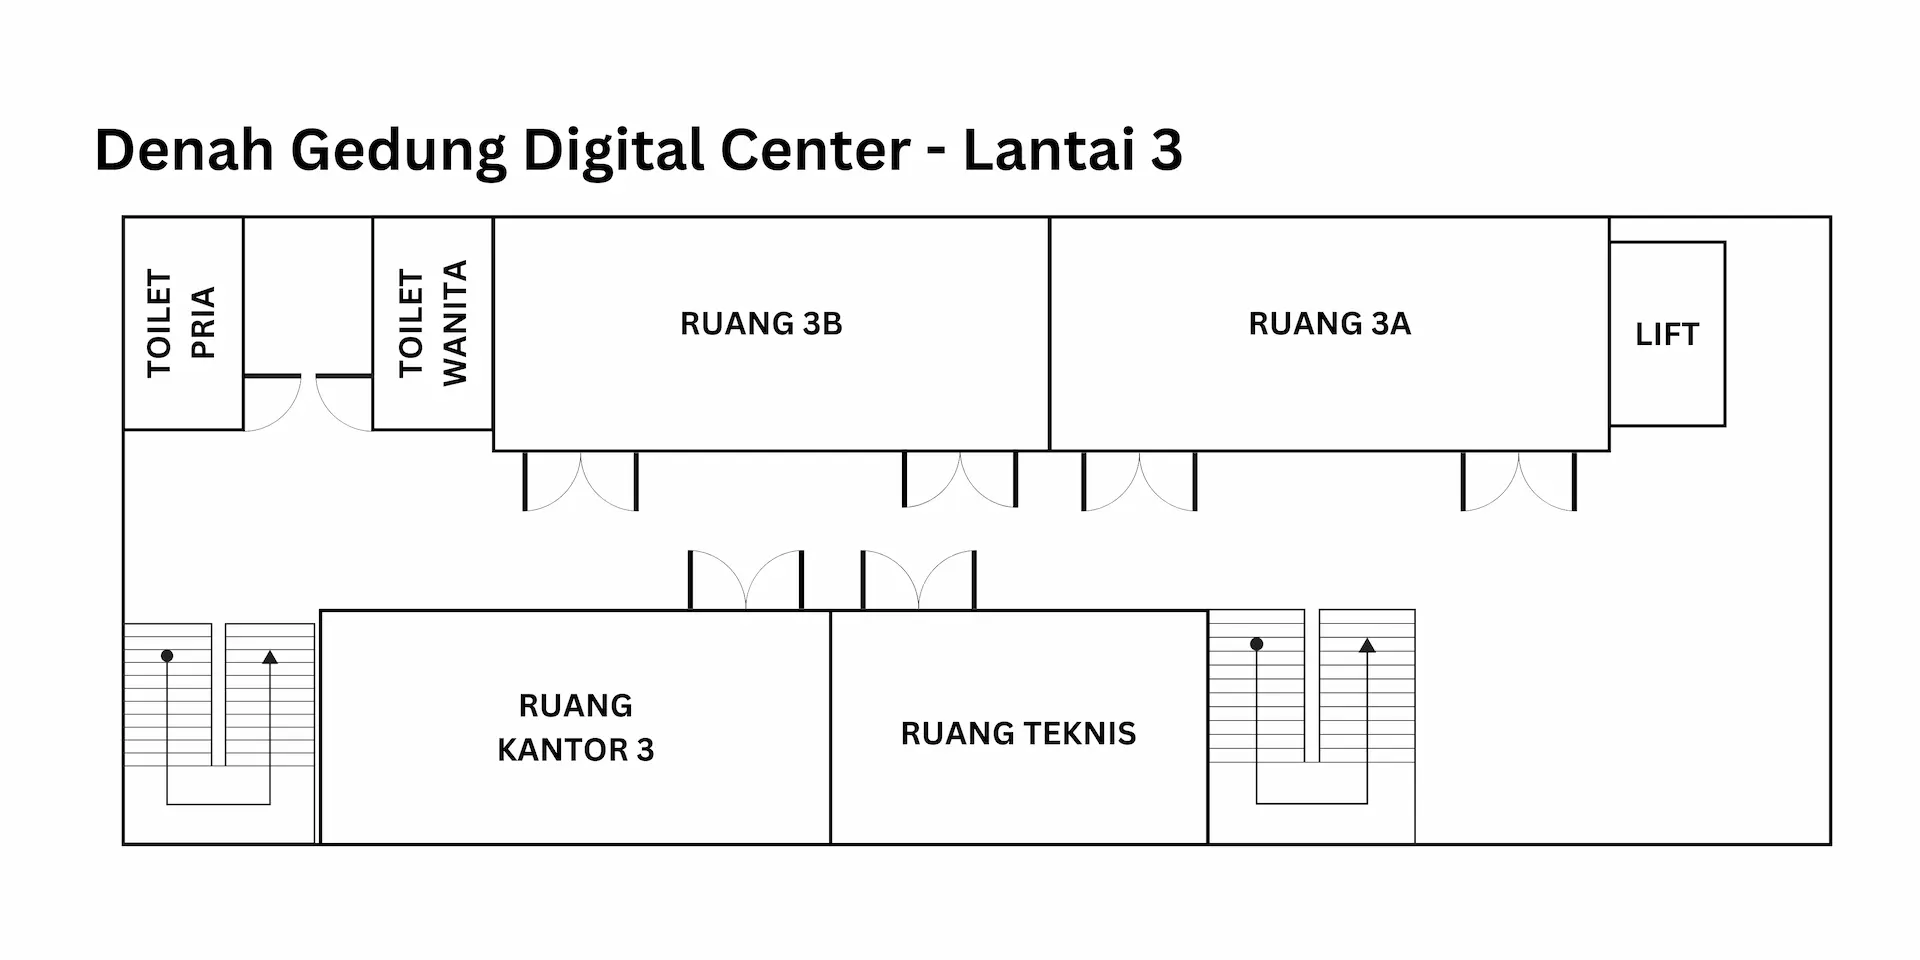 Denah Gedung Digital Center - Lantai 3
TOILET
PRIA
TOILET
WANITA
RUANG 3B
RUANG 3A
LIFT
RUANG
KANTOR 3
RUANG TEKNIS